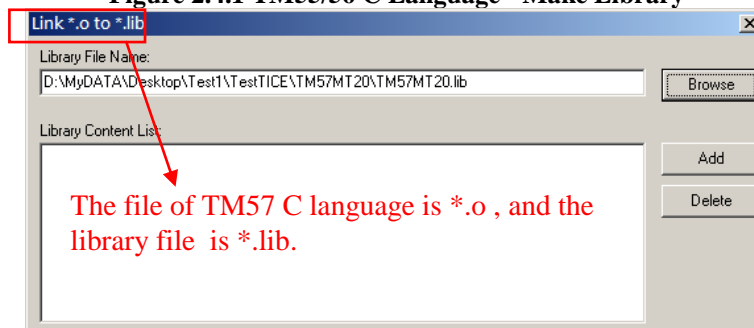 Figure 2.4.1 TM55/56 C Language - Make Library
Link *.o to *.lib
Library File Name:
D:\MyDATA\Desktop\Test1\TestTICE\TM57MT20\TM57MT20.lib
Browse
Library Content List:
Add
The file of TM57 C language is *.o , and the
Delete
library file is *.lib.